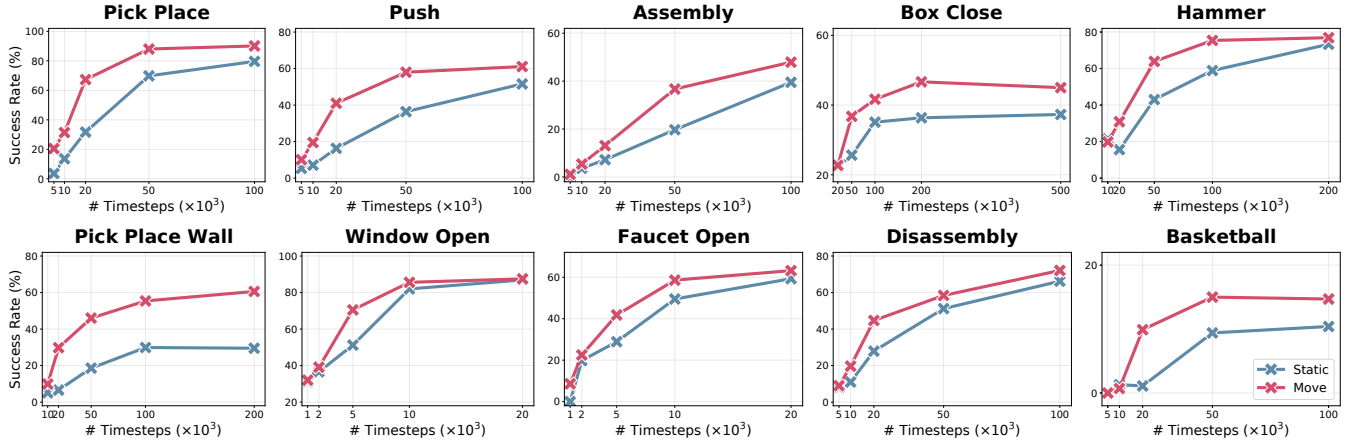 Pick Place
Push
Assembly
Box Close
Hammer
Success Rate (%)
100
80
60
40
20
0
5 10 20 50 100
# Timesteps (×10³)
80
60
40
20
0
5 10 20 50 100
# Timesteps (×10³)
60
40
20
0
5 10 20 50 100
# Timesteps (×10³)
60
40
20
20 50 100 200 500
# Timesteps (×10³)
80
60
40
20
0
10 20 50 100 200
# Timesteps (×10³)
Pick Place Wall
Window Open
Faucet Open
Disassembly
Basketball
Success Rate (%)
80
60
40
20
0
10 20 50 100 200
# Timesteps (×10³)
100
80
60
40
20
1 2 5 10 20
# Timesteps (×10³)
60
40
20
0
1 2 5 10 20
# Timesteps (×10³)
80
60
40
20
0
5 10 20 50 100
# Timesteps (×10³)
20
10
0
5 10 20 50 100
# Timesteps (×10³)
Static
Move